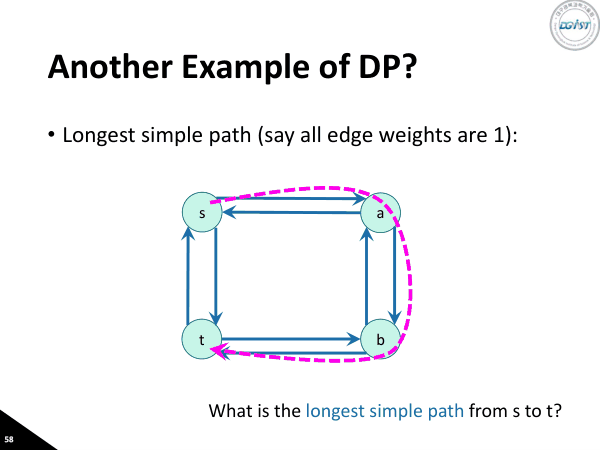 DGIST
Another Example of DP?
• Longest simple path (say all edge weights are 1):
s
a
t
b
What is the longest simple path from s to t?
58